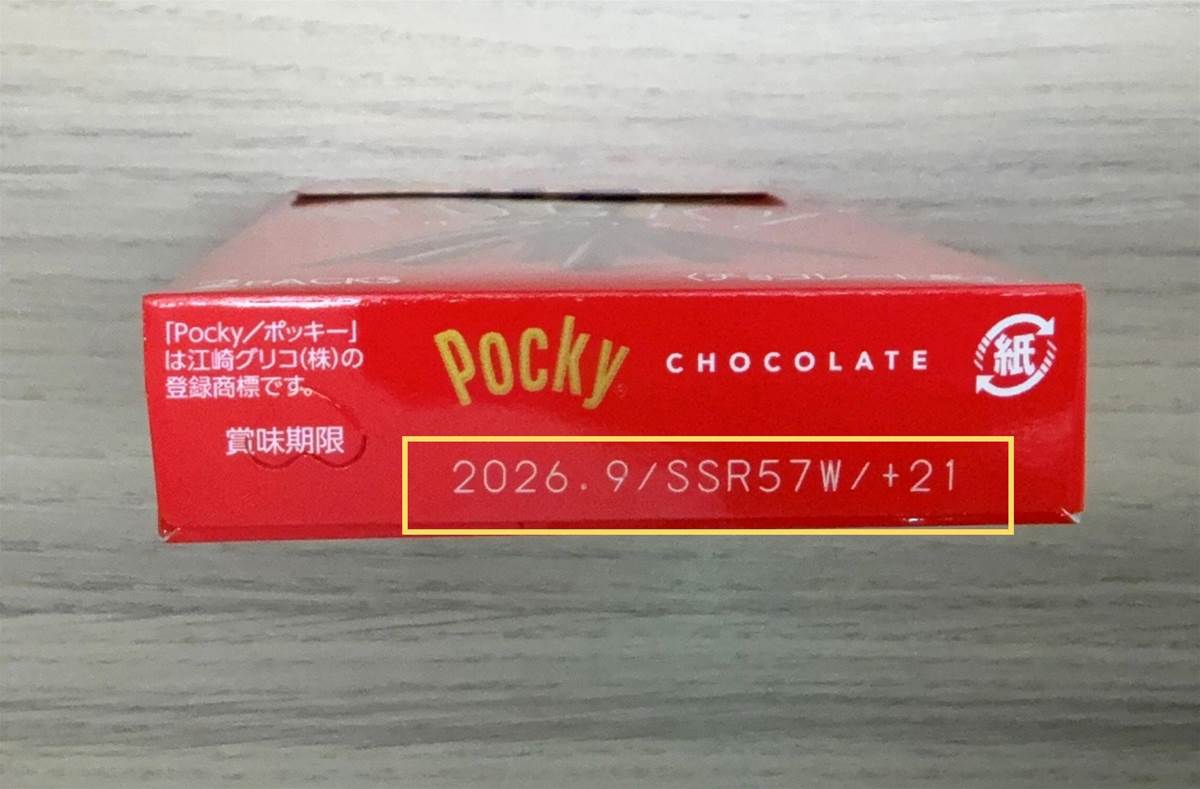 2PACKS
「Pocky／ポッキー」
は江崎グリコ(株)の
登録商標です。
Pocky
CHOCOLATE
紙
賞味期限
2026.9/SSR57W/+21